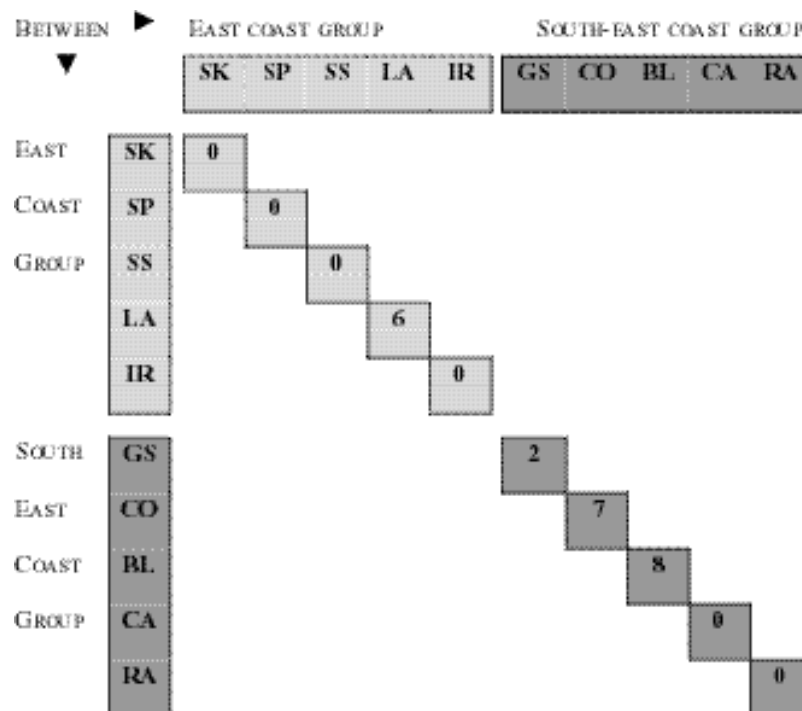 BETWEEN EAST COAST GROUP SOUTH-EAST COAST GROUP
SK SP SS LA IR GS CO BL CA RA
EAST SK 0
COAST SP 0
GROUP SS 0
LA 6
IR 0
SOUTH GS 2
EAST CO 7
COAST BL 8
GROUP CA 0
RA 0